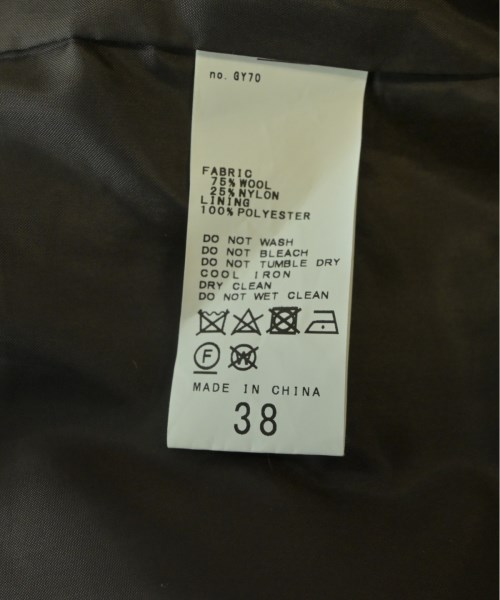 no. GY70
FABRIC
75%WOOL
25%NYLON
LINING
100%POLYESTER
DO NOT WASH
DO NOT BLEACH
DO NOT TUMBLE DRY
COOL IRON
DRY CLEAN
DO NOT WET CLEAN
F W
MADE IN CHINA
38